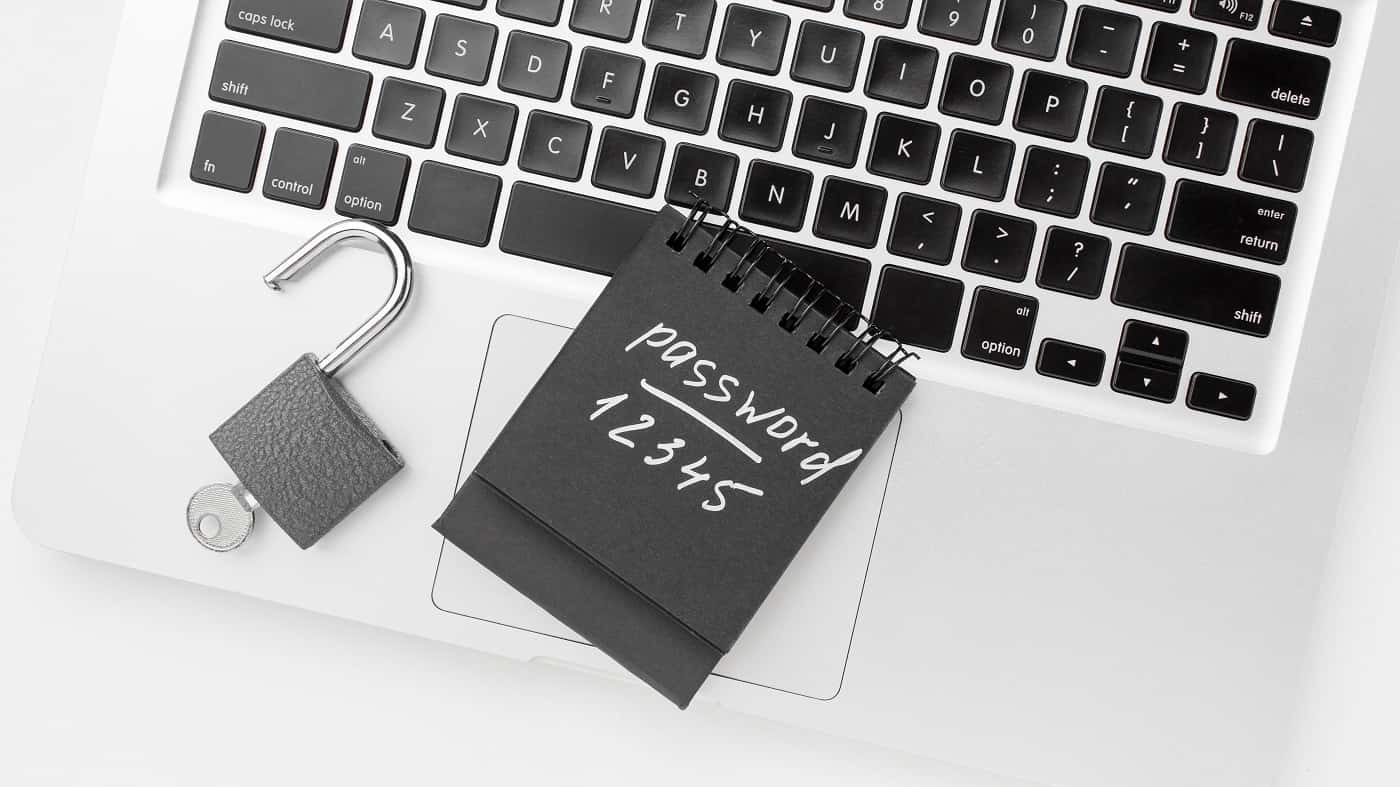 caps lock A S D F R T Y U I O P 8 9 ) 0 _ - + = F12
shift Z X C V G H J K L : ; " ' { [ } ] | \ delete
fn control alt option B N M < , > . ? / enter return
alt option shift
password
12345